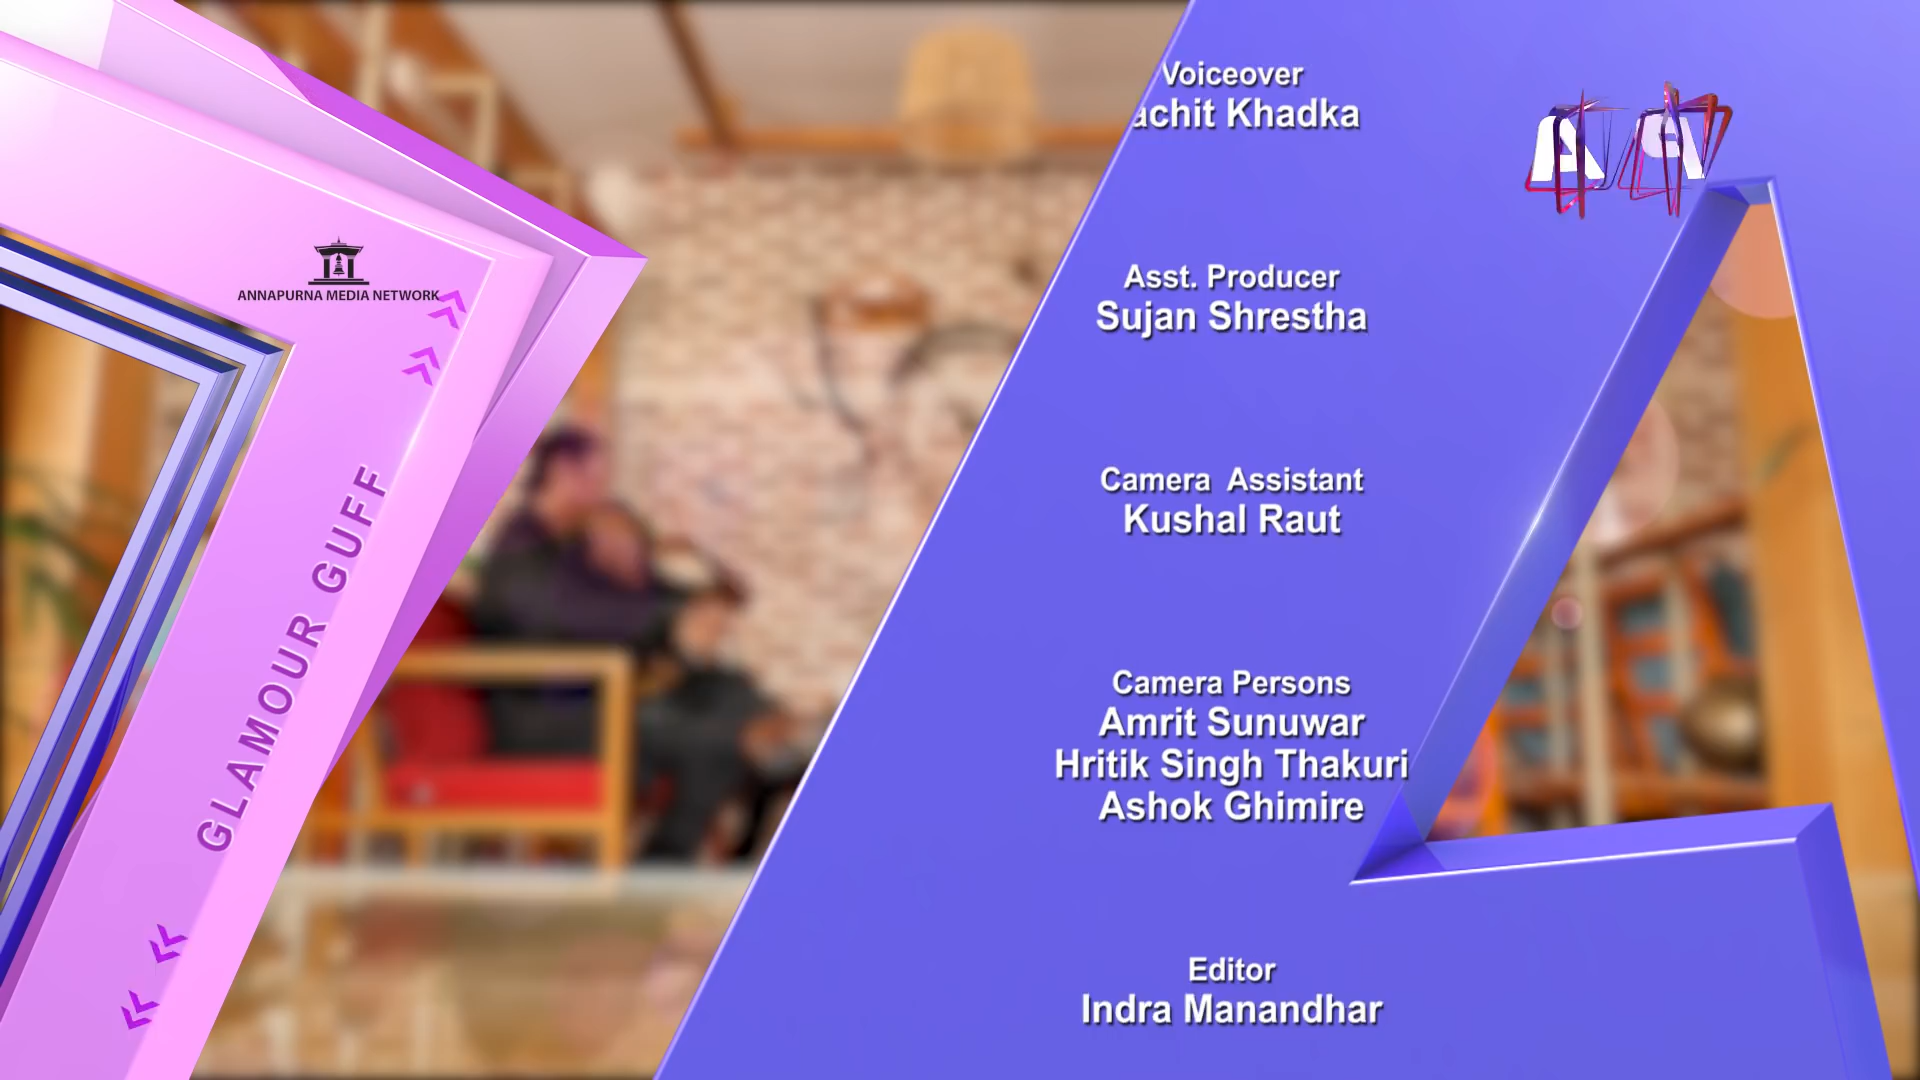 ANNAPURNA MEDIA NETWORK
GLAMOUR GUFF
Voiceover
Khadka
Asst. Producer
Sujan Shrestha
Camera Assistant
Kushal Raut
Camera Persons
Amrit Sunuwar
Hritik Singh Thakuri
Ashok Ghimire
Editor
Indra Manandhar